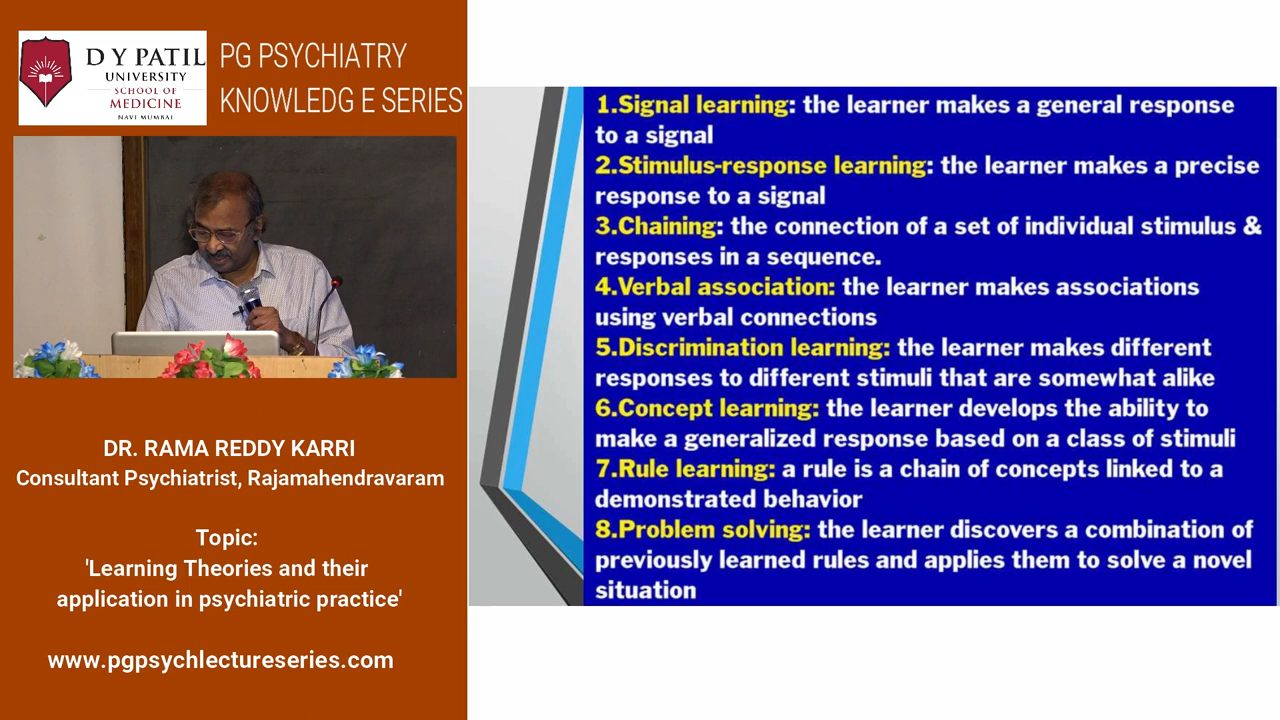 D Y PATIL
UNIVERSITY
SCHOOL OF
MEDICINE
NAVI MUMBAI
PG PSYCHIATRY
KNOWLEDG E SERIES
DR. RAMA REDDY KARRI
Consultant Psychiatrist, Rajamahendravaram
Topic:
'Learning Theories and their
application in psychiatric practice'
www.pgpsychlectureseries.com
1.Signal learning: the learner makes a general response
to a signal
2.Stimulus-response learning: the learner makes a precise
response to a signal
3.Chaining: the connection of a set of individual stimulus &
responses in a sequence.
4.Verbal association: the learner makes associations
using verbal connections
5.Discrimination learning: the learner makes different
responses to different stimuli that are somewhat alike
6.Concept learning: the learner develops the ability to
make a generalized response based on a class of stimuli
7.Rule learning: a rule is a chain of concepts linked to a
demonstrated behavior
8.Problem solving: the learner discovers a combination of
previously learned rules and applies them to solve a novel
situation